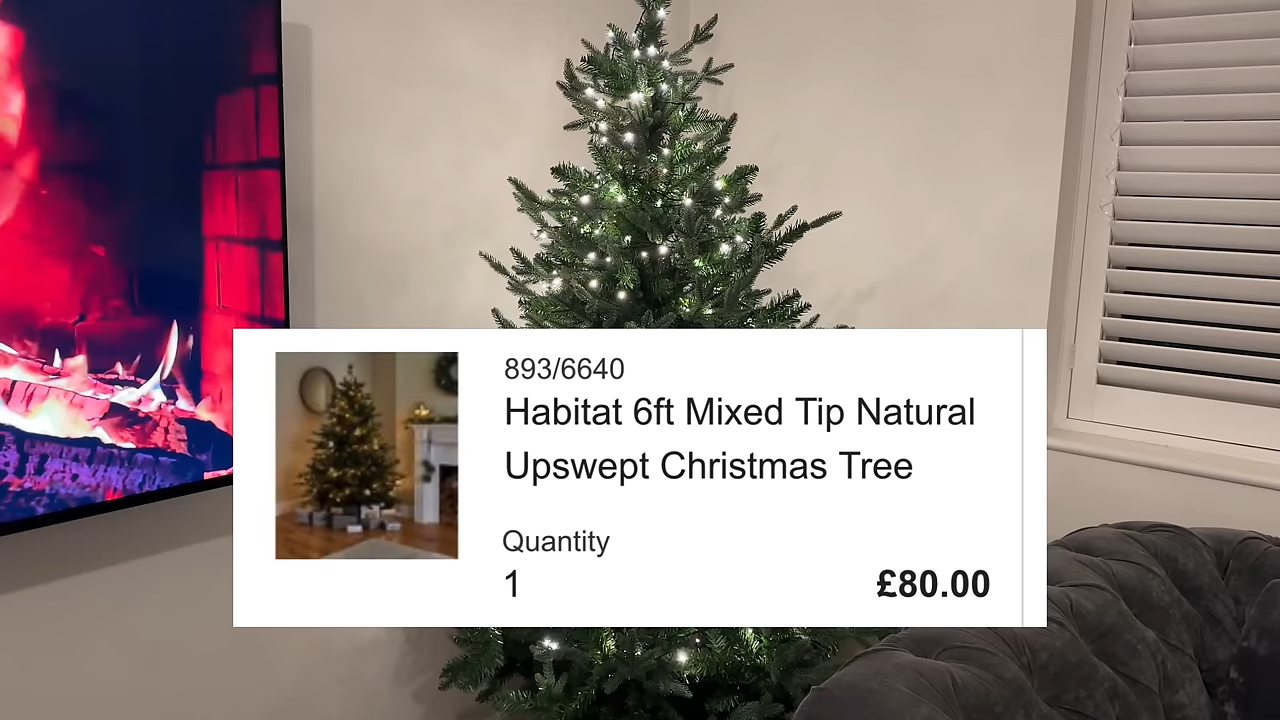 893/6640
Habitat 6ft Mixed Tip Natural
Upswept Christmas Tree
Quantity
1
£80.00